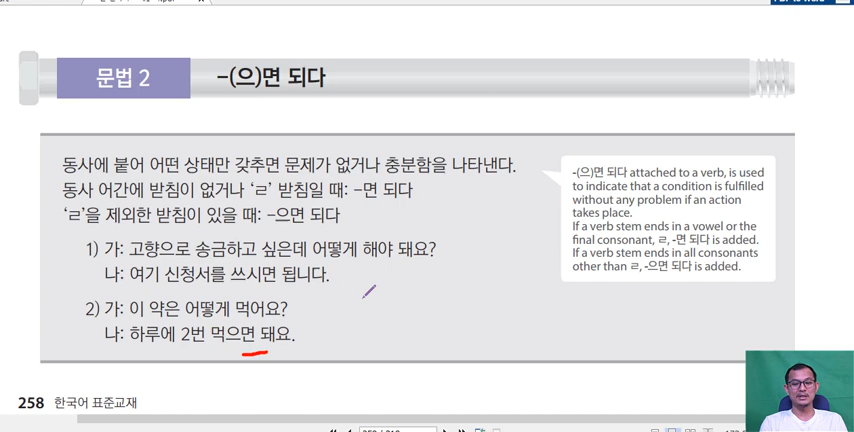 문법 2
-(으)면 되다
동사에 붙어 어떤 상태만 갖추면 문제가 없거나 충분함을 나타낸다.
동사 어간에 받침이 없거나 ‘ㄹ’ 받침일 때: -면 되다
‘ㄹ’을 제외한 받침이 있을 때: -으면 되다
1) 가: 고향으로 송금하고 싶은데 어떻게 해야 돼요?
나: 여기 신청서를 쓰시면 됩니다.
2) 가: 이 약은 어떻게 먹어요?
나: 하루에 2번 먹으면 돼요.
-(으)면 되다 attached to a verb, is used
to indicate that a condition is fulfilled
without any problem if an action
takes place.
If a verb stem ends in a vowel or the
final consonant, ㄹ, -면 되다 is added.
If a verb stem ends in all consonants
other than ㄹ, -으면 되다 is added.
258 한국어 표준교재